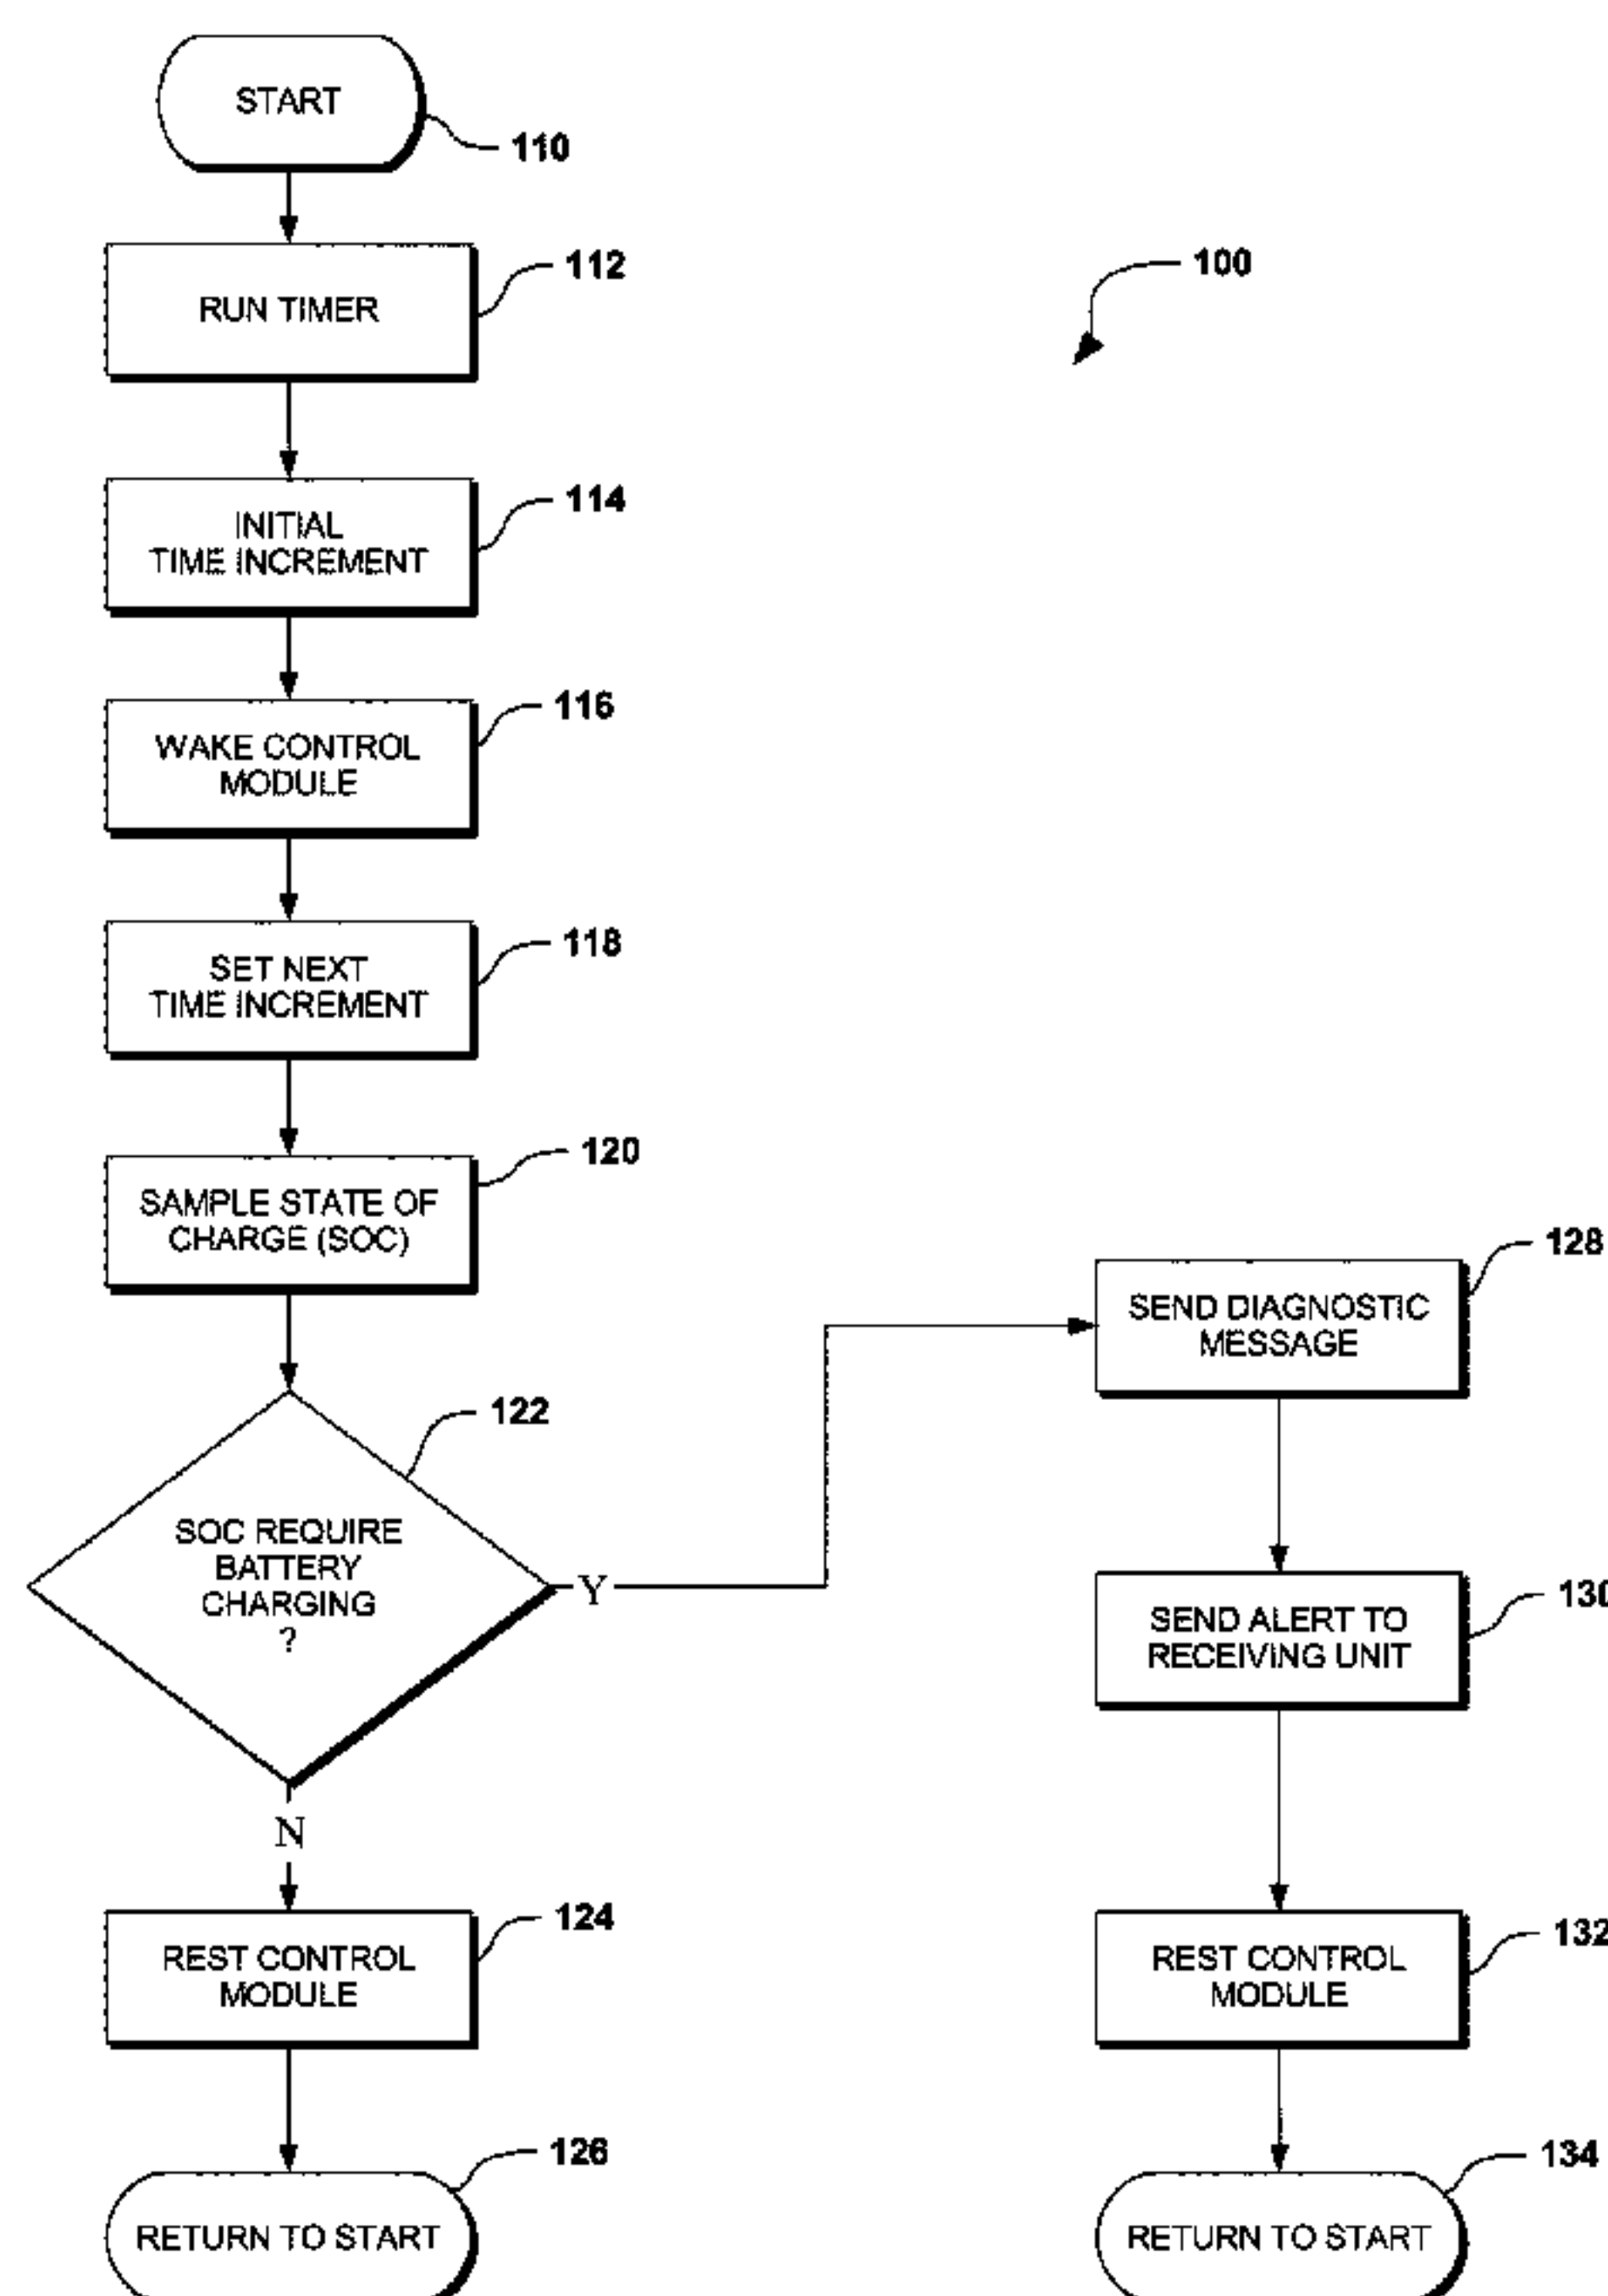 START
110
RUN TIMER
112
100
INITIAL
TIME INCREMENT
114
WAKE CONTROL
MODULE
116
SET NEXT
TIME INCREMENT
118
SAMPLE STATE OF
CHARGE (SOC)
120
SOC REQUIRE
BATTERY
CHARGING
?
122
Y
N
REST CONTROL
MODULE
124
RETURN TO START
126
SEND DIAGNOSTIC
MESSAGE
128
SEND ALERT TO
RECEIVING UNIT
130
REST CONTROL
MODULE
132
RETURN TO START
134